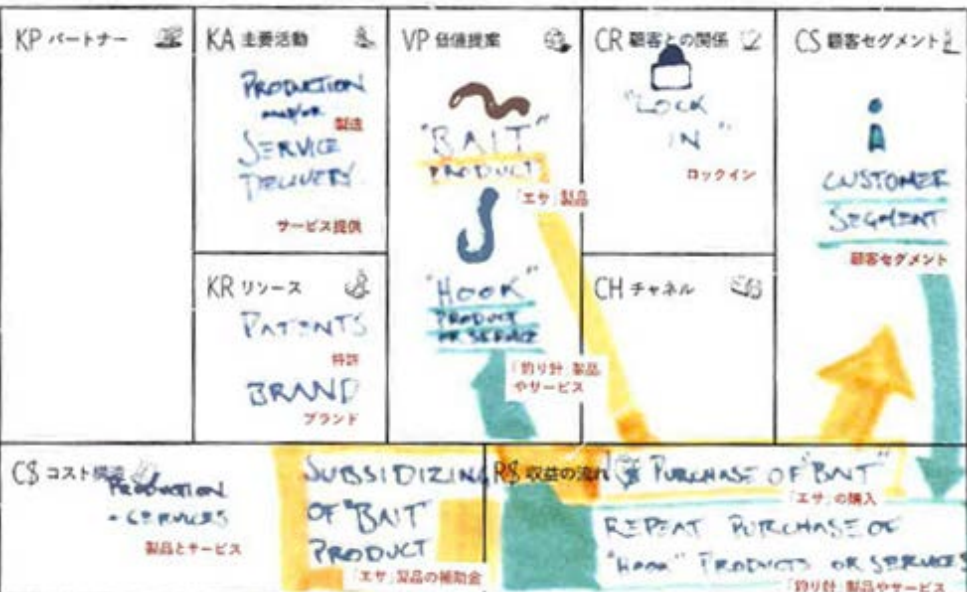 KP パートナー
KA 主要活動
PRODUCTION
and/or
製造
SERVICE
DELIVERY
サービス提供
KR リソース
PATENTS
特許
BRAND
ブランド
VP 価値提案
"BAIT"
PRODUCT
「エサ」製品
"HOOK"
PRODUCT
OR SERVICE
「釣り針」製品
やサービス
CR 顧客との関係
"LOCK
IN"
ロックイン
CH チャネル
CS 顧客セグメント
CUSTOMER
SEGMENT
顧客セグメント
C$ コスト構造
PRODUCTION
- SERVICES
製品とサービス
SUBSIDIZING
OF "BAIT
PRODUCT
「エサ」製品の補助金
R$ 収益の流れ
PURCHASE OF "BAIT"
「エサ」の購入
REPEAT PURCHASE OF
"HOOK" PRODUCTS OR SERVICES
「釣り針」製品やサービス